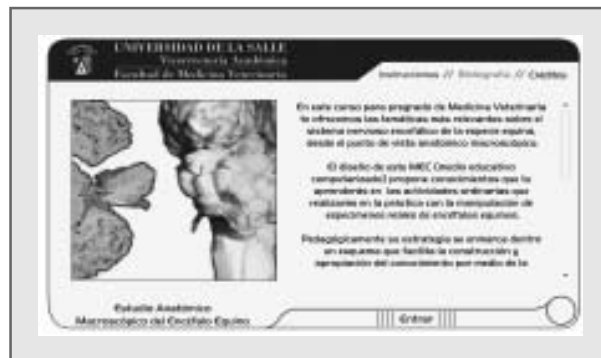 UNIVERSIDAD DE LA SALLE
Vicerrectoría Académica
Facultad de Medicina Veterinaria
Instrucciones // Bibliografía // Créditos
En este curso para pregrado de Medicina Veterinaria
te ofrecemos las temáticas más relevantes sobre el
sistema nervioso encefálico de la especie equina,
desde el punto de vista anatómico macroscópico.
El diseño de este MEC (medio educativo
computarizado) propone conocimientos que tu
aprenderás en las actividades ordinarias que
realizarás en la práctica con la manipulación de
especímenes reales de encéfalos equinos.
Pedagógicamente su estrategia se enmarca dentro
un esquema que facilita la construcción y
apropiación del conocimiento por medio de la
Estudio Anatómico
Macroscópico del Encéfalo Equino
Entrar